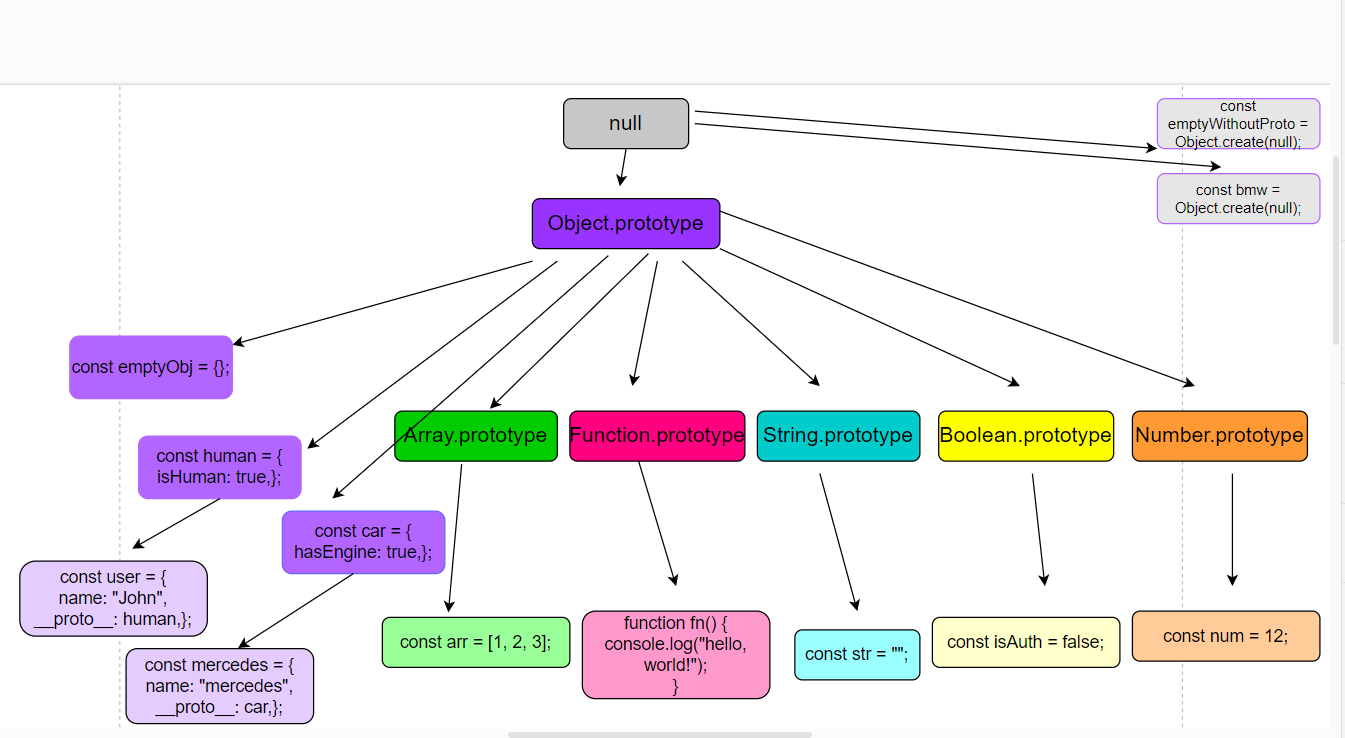 null
const
emptyWithoutProto =
Object.create(null);
const bmw =
Object.create(null);
Object.prototype
const emptyObj = {};
Array.prototype
Function.prototype
String.prototype
Boolean.prototype
Number.prototype
const human = {
isHuman: true,};
const car = {
hasEngine: true,};
const user = {
name: "John",
__proto__: human,};
const mercedes = {
name: "mercedes",
__proto__: car,};
const arr = [1, 2, 3];
function fn() {
console.log("hello,
world!");
}
const str = "";
const isAuth = false;
const num = 12;